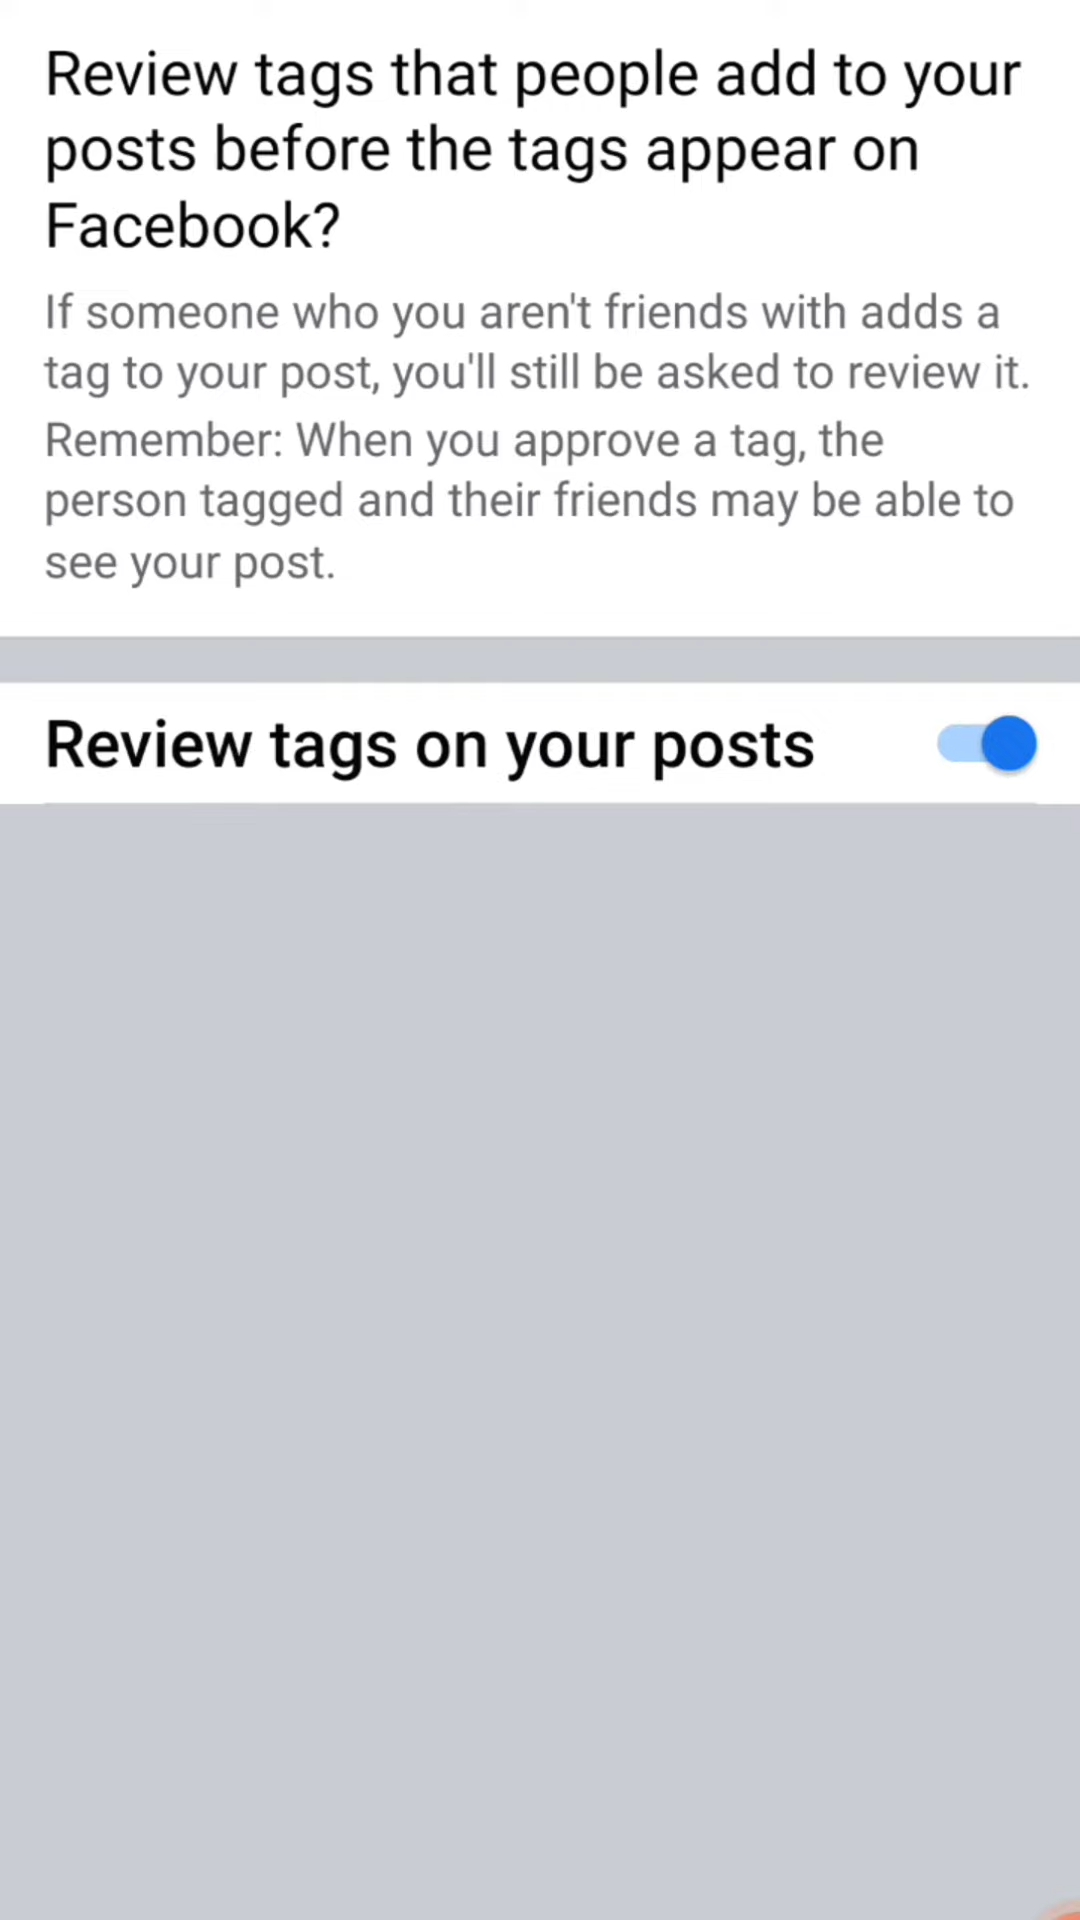 Review tags that people add to your
posts before the tags appear on
Facebook?
If someone who you aren't friends with adds a
tag to your post, you'll still be asked to review it.
Remember: When you approve a tag, the
person tagged and their friends may be able to
see your post.
Review tags on your posts